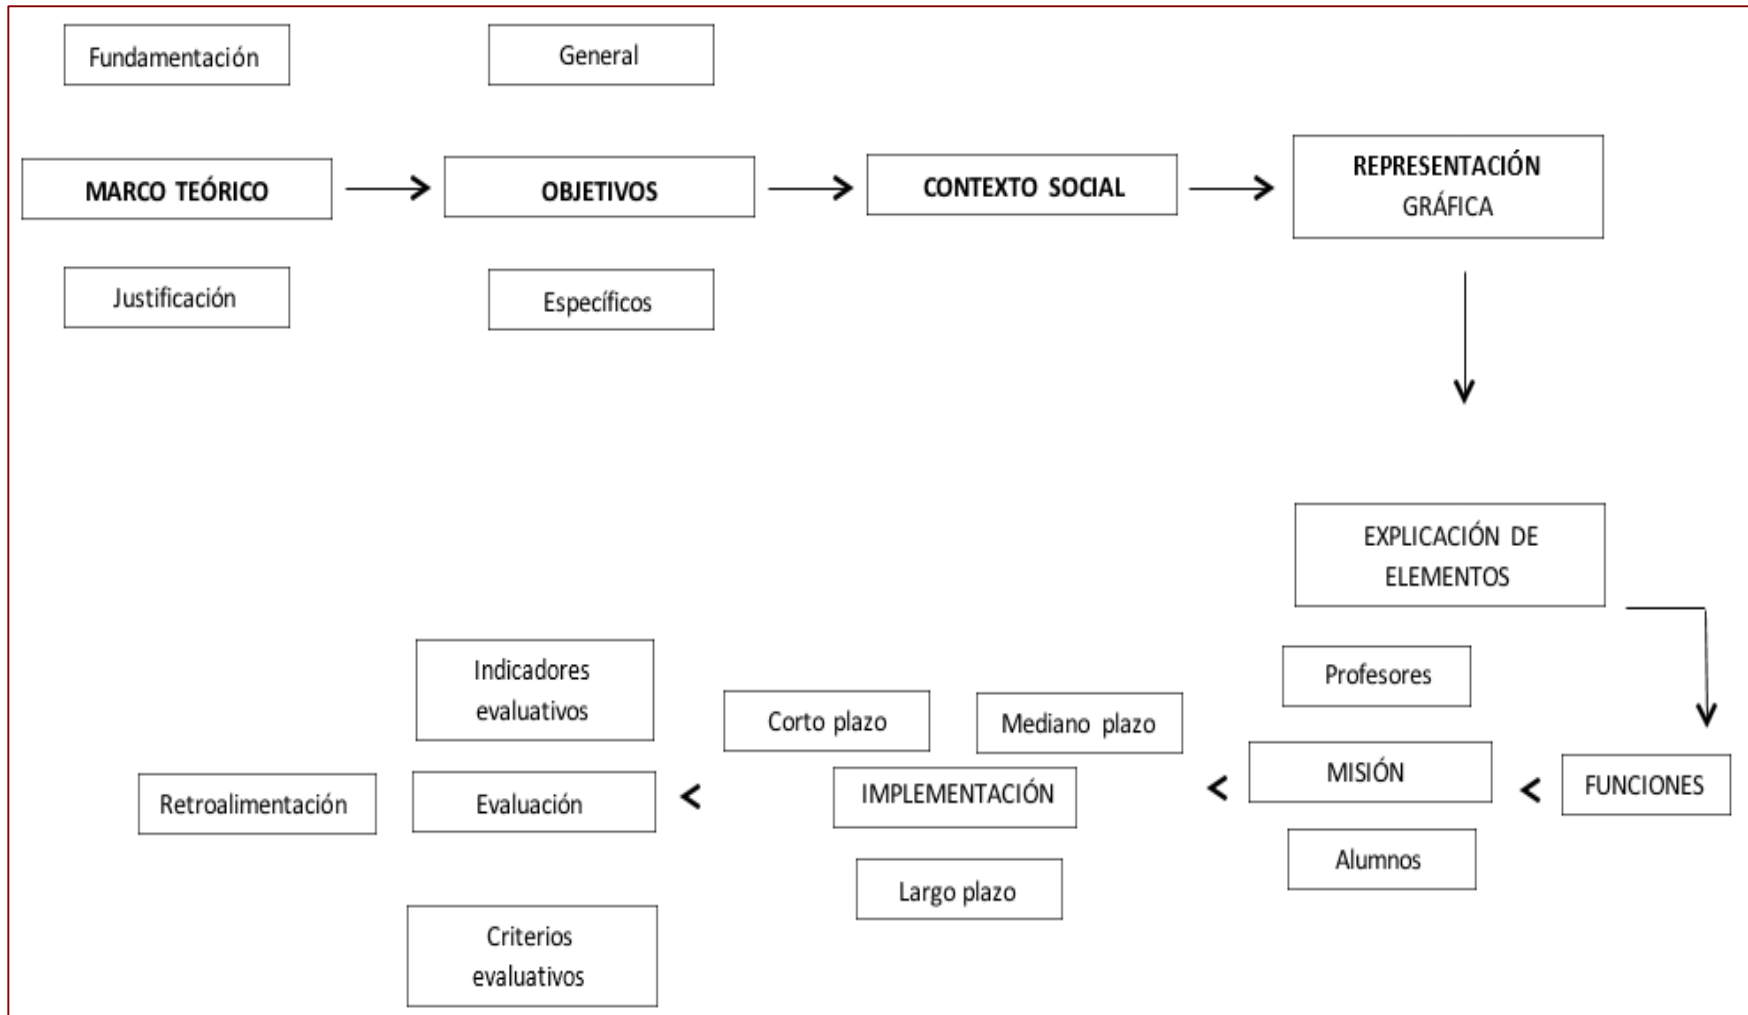 Fundamentación
General
MARCO TEÓRICO
OBJETIVOS
CONTEXTO SOCIAL
REPRESENTACIÓN
GRÁFICA
Justificación
Específicos
EXPLICACIÓN DE
ELEMENTOS
Indicadores
evaluativos
Corto plazo
Mediano plazo
Profesores
Retroalimentación
Evaluación
IMPLEMENTACIÓN
MISIÓN
FUNCIONES
Largo plazo
Alumnos
Criterios
evaluativos